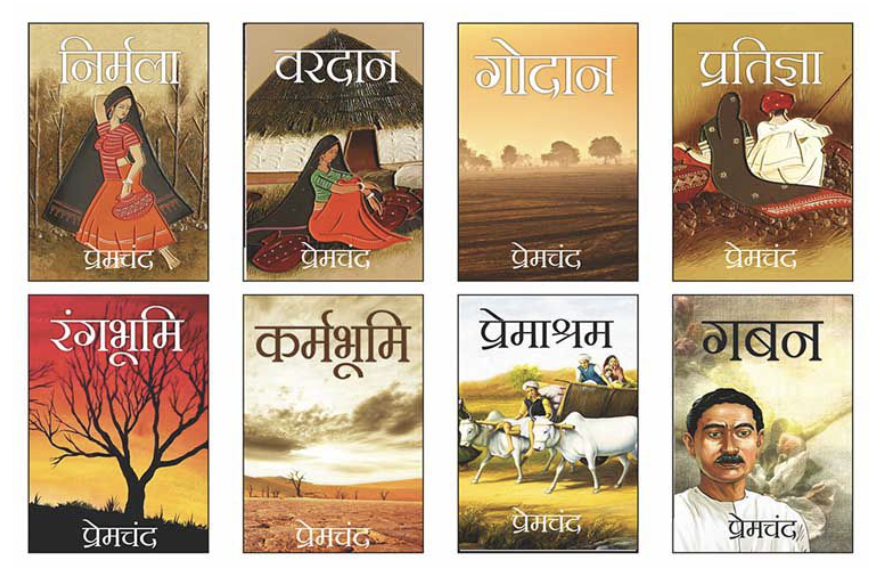 निर्मला
प्रेमचंद
वरदान
प्रेमचंद
गोदान
प्रेमचंद
प्रतिज्ञा
प्रेमचंद
रंगभूमि
प्रेमचंद
कर्मभूमि
प्रेमचंद
प्रेमाश्रम
प्रेमचंद
गबन
प्रेमचंद